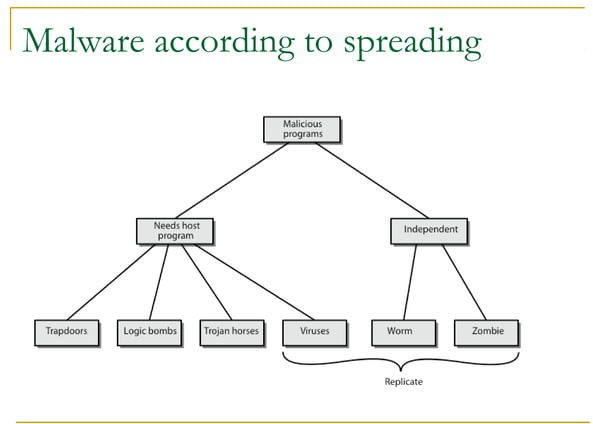 Malware according to spreading
Malicious
programs
Needs host
program
Independent
Trapdoors
Logic bombs
Trojan horses
Viruses
Worm
Zombie
Replicate